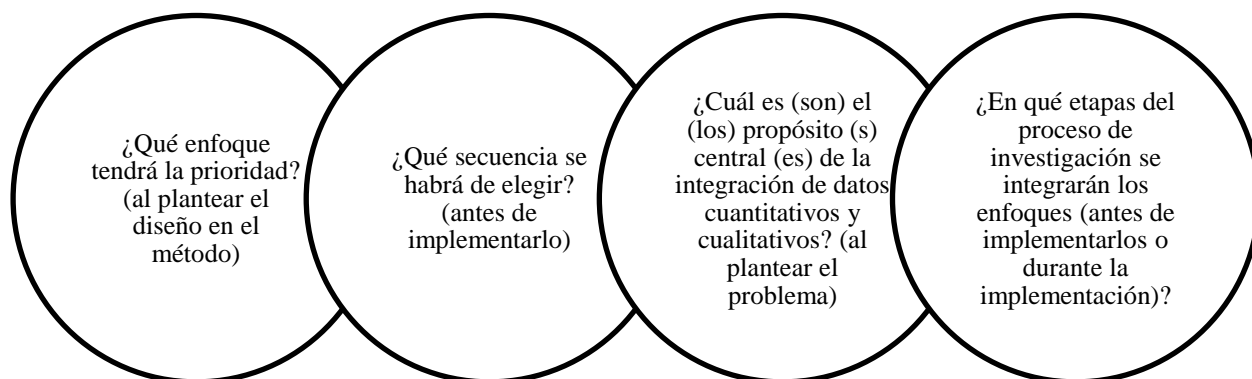 ¿Qué enfoque
tendrá la prioridad?
(al plantear el
diseño en el
método)
¿Qué secuencia se
habrá de elegir?
(antes de
implementarlo)
¿Cuál es (son) el
(los) propósito (s)
central (es) de la
integración de datos
cuantitativos y
cualitativos? (al
plantear el
problema)
¿En qué etapas del
proceso de
investigación se
integrarán los
enfoques (antes de
implementarlos o
durante la
implementación)?